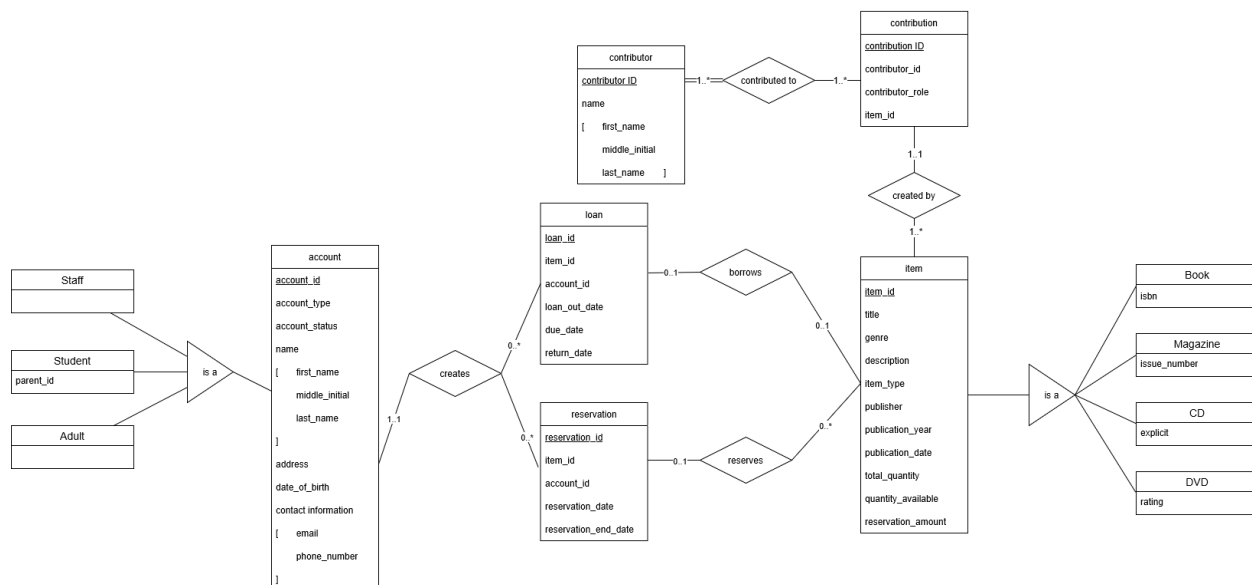 contribution
contribution ID
contributor_id
contributor_role
item_id
contributor
contributor ID
name
[ first_name
middle_initial
last_name ]
1..*
contributed to
1..*
1..1
created by
1..*
loan
loan_id
item_id
account_id
loan_out_date
due_date
return_date
0..1
borrows
0..1
account
account_id
account_type
account_status
name
[ first_name
middle_initial
last_name
]
address
date_of_birth
contact information
[ email
phone_number
]
Staff
Student
parent_id
Adult
is a
1..1
creates
0..*
0..*
reservation
reservation_id
item_id
account_id
reservation_date
reservation_end_date
0..1
reserves
0..*
item
item_id
title
genre
description
item_type
publisher
publication_year
publication_date
total_quantity
quantity_available
reservation_amount
is a
Book
isbn
Magazine
issue_number
CD
explicit
DVD
rating